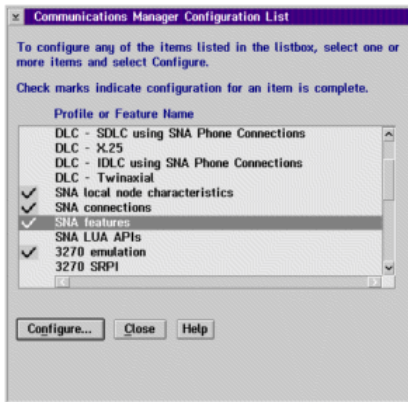 Communications Manager Configuration List
To configure any of the items listed in the listbox, select one or
more items and select Configure.
Check marks indicate configuration for an item is complete.
Profile or Feature Name
DLC - SDLC using SNA Phone Connections
DLC - X.25
DLC - IDLC using SNA Phone Connections
DLC - Twinaxial
SNA local node characteristics
SNA connections
SNA features
SNA LUA APIs
3270 emulation
3270 SRPI
Configure... Close Help